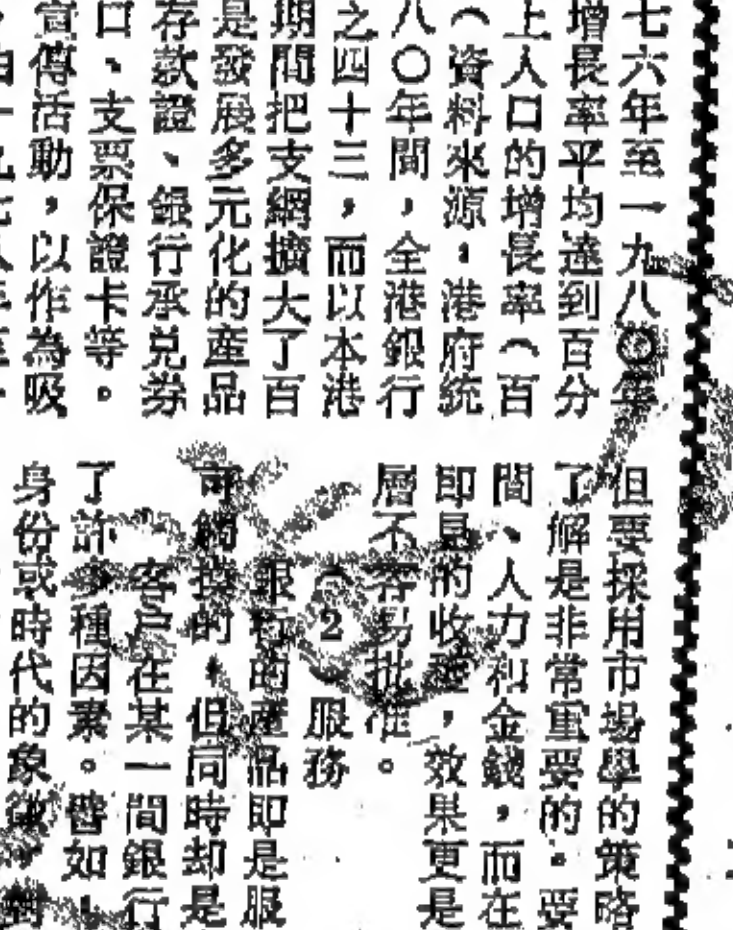 七六年至一九八〇年
增長率平均達到百分
上人口的增長率（百
（資料來源：港府統
八〇年間，全港銀行
之四十三，而以本港
期間把支網擴大了百
是發展多元化的產品
存款證、銀行承兌券
口、支票保證卡等。
宣傳活動，以作為吸
但要採用市場學的策略
了解是非常重要的。要
間、人力和金錢，而在
即見的收穫，效果更是
層不容易批准。
（2）服務
銀行的產品即是服
可觸摸的，但同時却是
客户在某一間銀行
了許多種因素。譬如
身份或時代的象徵